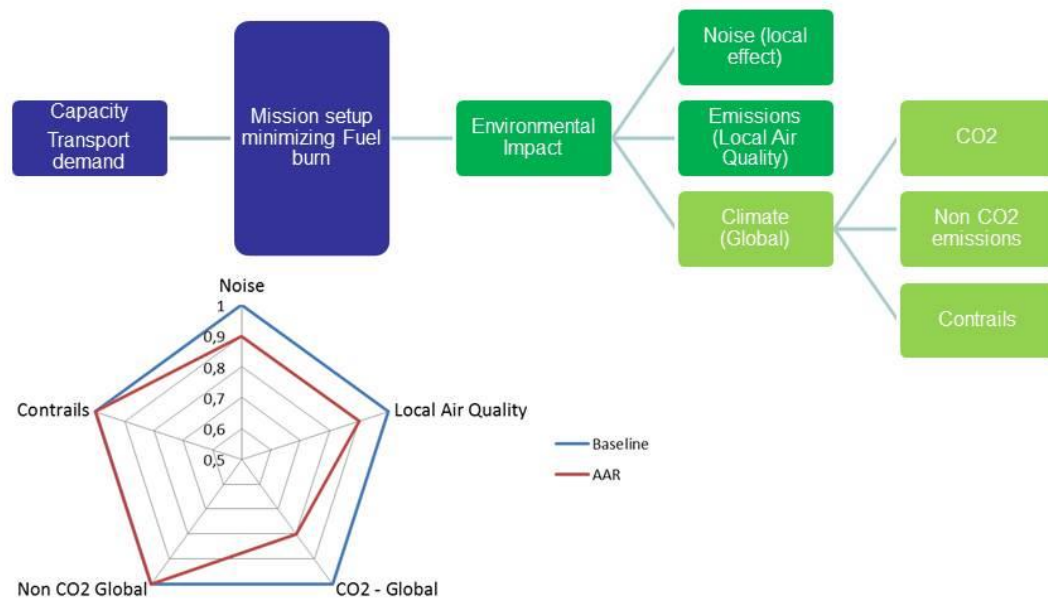 Capacity
Transport
demand
Mission setup
minimizing Fuel
burn
Environmental
Impact
Noise (local
effect)
Emissions
(Local Air
Quality)
Climate
(Global)
CO2
Non CO2
emissions
Contrails
Noise
1
0,9
0,8
0,7
0,6
0,5
Contrails
Local Air Quality
Non CO2 Global
CO2 - Global
Baseline
AAR